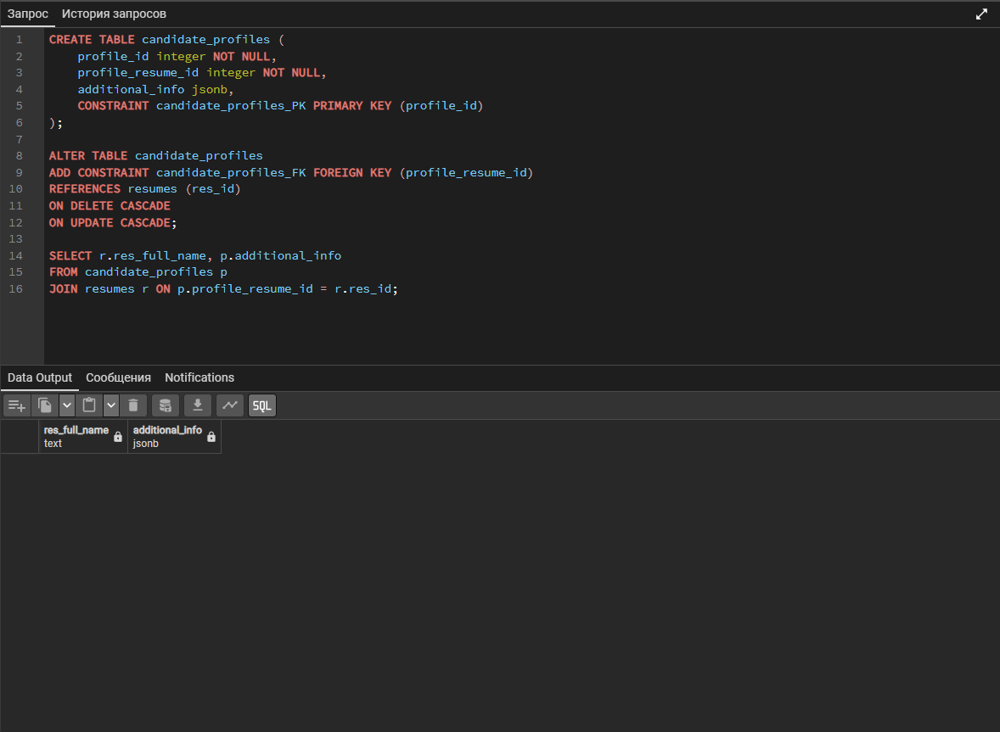 Запрос История запросов
1 CREATE TABLE candidate_profiles (
2 profile_id integer NOT NULL,
3 profile_resume_id integer NOT NULL,
4 additional_info jsonb,
5 CONSTRAINT candidate_profiles_PK PRIMARY KEY (profile_id)
6 );
7
8 ALTER TABLE candidate_profiles
9 ADD CONSTRAINT candidate_profiles_FK FOREIGN KEY (profile_resume_id)
10 REFERENCES resumes (res_id)
11 ON DELETE CASCADE
12 ON UPDATE CASCADE;
13
14 SELECT r.res_full_name, p.additional_info
15 FROM candidate_profiles p
16 JOIN resumes r ON p.profile_resume_id = r.res_id;
Data Output Сообщения Notifications
SQL
res_full_name additional_info
text jsonb